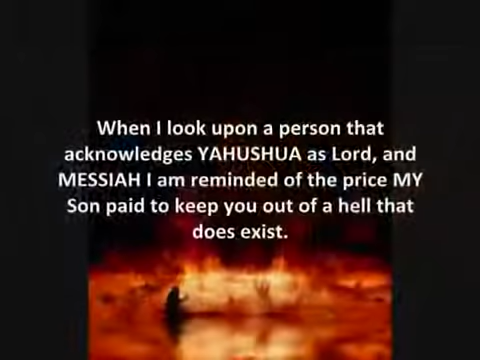 When I look upon a person that
acknowledges YAHUSHUA as Lord, and
MESSIAH I am reminded of the price MY
Son paid to keep you out of a hell that
does exist.